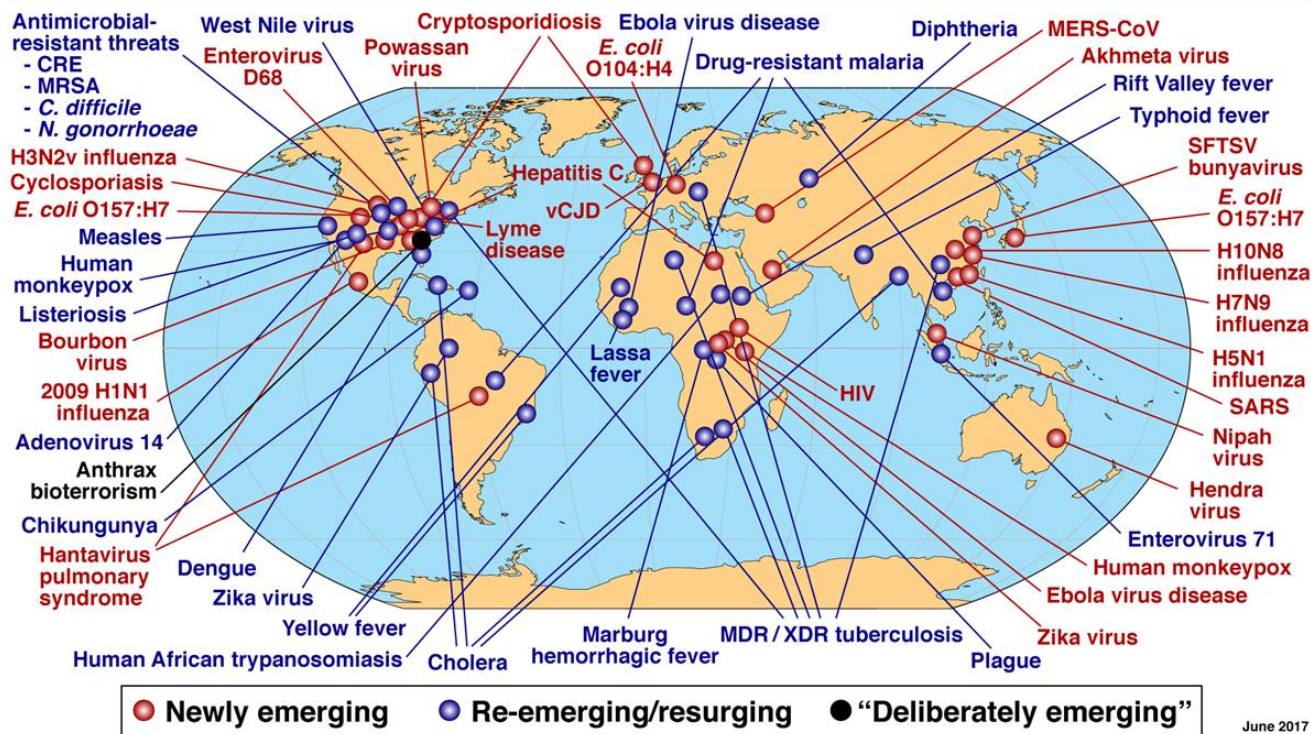 Antimicrobial-
resistant threats
- CRE
- MRSA
- C. difficile
- N. gonorrhoeae
West Nile virus
Enterovirus
D68
Powassan
virus
Cryptosporidiosis
E. coli
O104:H4
Ebola virus disease
Drug-resistant malaria
Diphtheria
MERS-CoV
Akhmeta virus
Rift Valley fever
Typhoid fever
SFTSV
bunyavirus
E. coli
O157:H7
H10N8
influenza
H7N9
influenza
H5N1
influenza
SARS
Nipah
virus
Hendra
virus
Enterovirus 71
Human monkeypox
Ebola virus disease
Zika virus
Plague
H3N2v influenza
Cyclosporiasis
E. coli O157:H7
Measles
Human
monkeypox
Listeriosis
Bourbon
virus
2009 H1N1
influenza
Adenovirus 14
Anthrax
bioterrorism
Chikungunya
Hantavirus
pulmonary
syndrome
Dengue
Zika virus
Yellow fever
Human African trypanosomiasis
Cholera
Marburg
hemorrhagic fever
MDR / XDR tuberculosis
Hepatitis C
vCJD
Lyme
disease
Lassa
fever
HIV
Newly emerging
Re-emerging/resurging
“Deliberately emerging”
June 2017